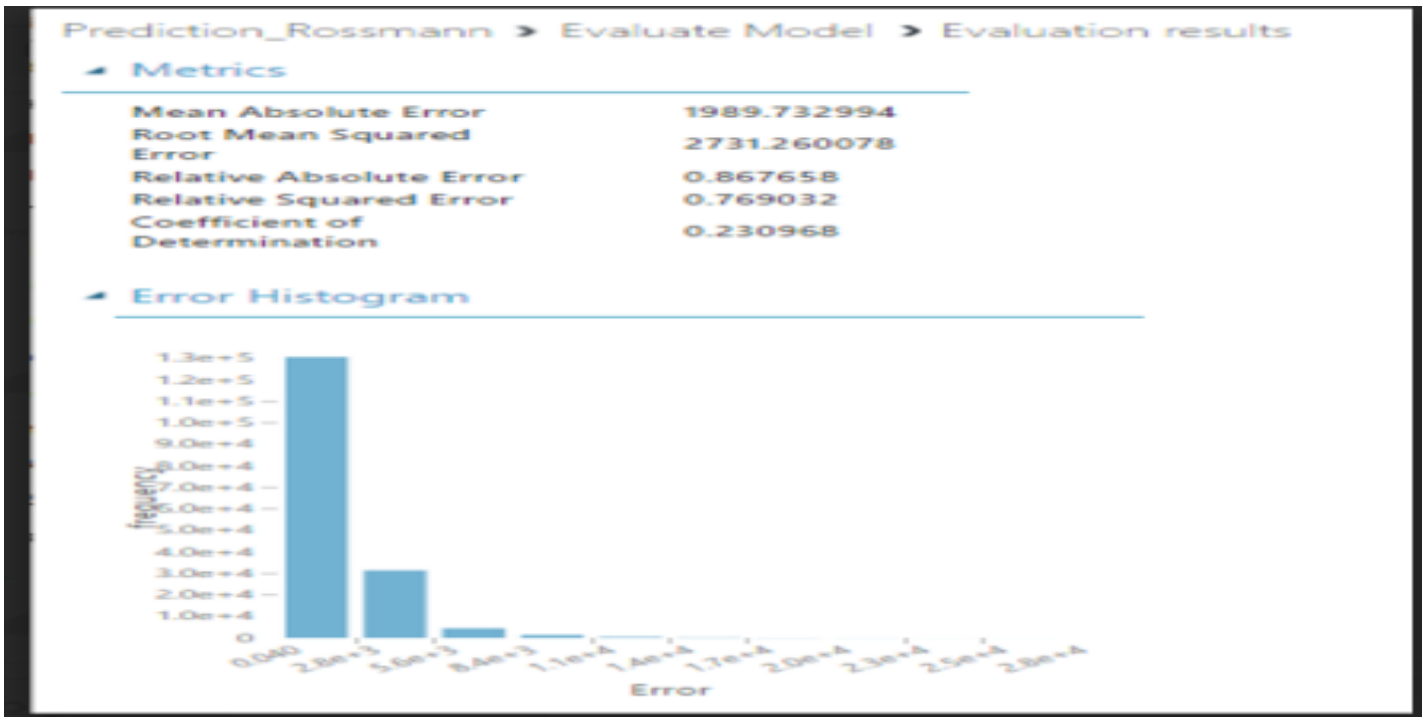 Prediction_Rossmann > Evaluate Model > Evaluation results
Metrics
Mean Absolute Error 1989.732994
Root Mean Squared
Error 2731.260078
Relative Absolute Error 0.867658
Relative Squared Error 0.769032
Coefficient of
Determination 0.230968
Error Histogram
1.3e+5
1.2e+5
1.1e+5
1.0e+5
9.0e+4
8.0e+4
7.0e+4
6.0e+4
5.0e+4
4.0e+4
3.0e+4
2.0e+4
1.0e+4
0
frequency
0.040 2.8e+3 5.6e+3 8.4e+3 1.1e+4 1.4e+4 1.7e+4 2.0e+4 2.3e+4 2.5e+4 2.8e+4
Error